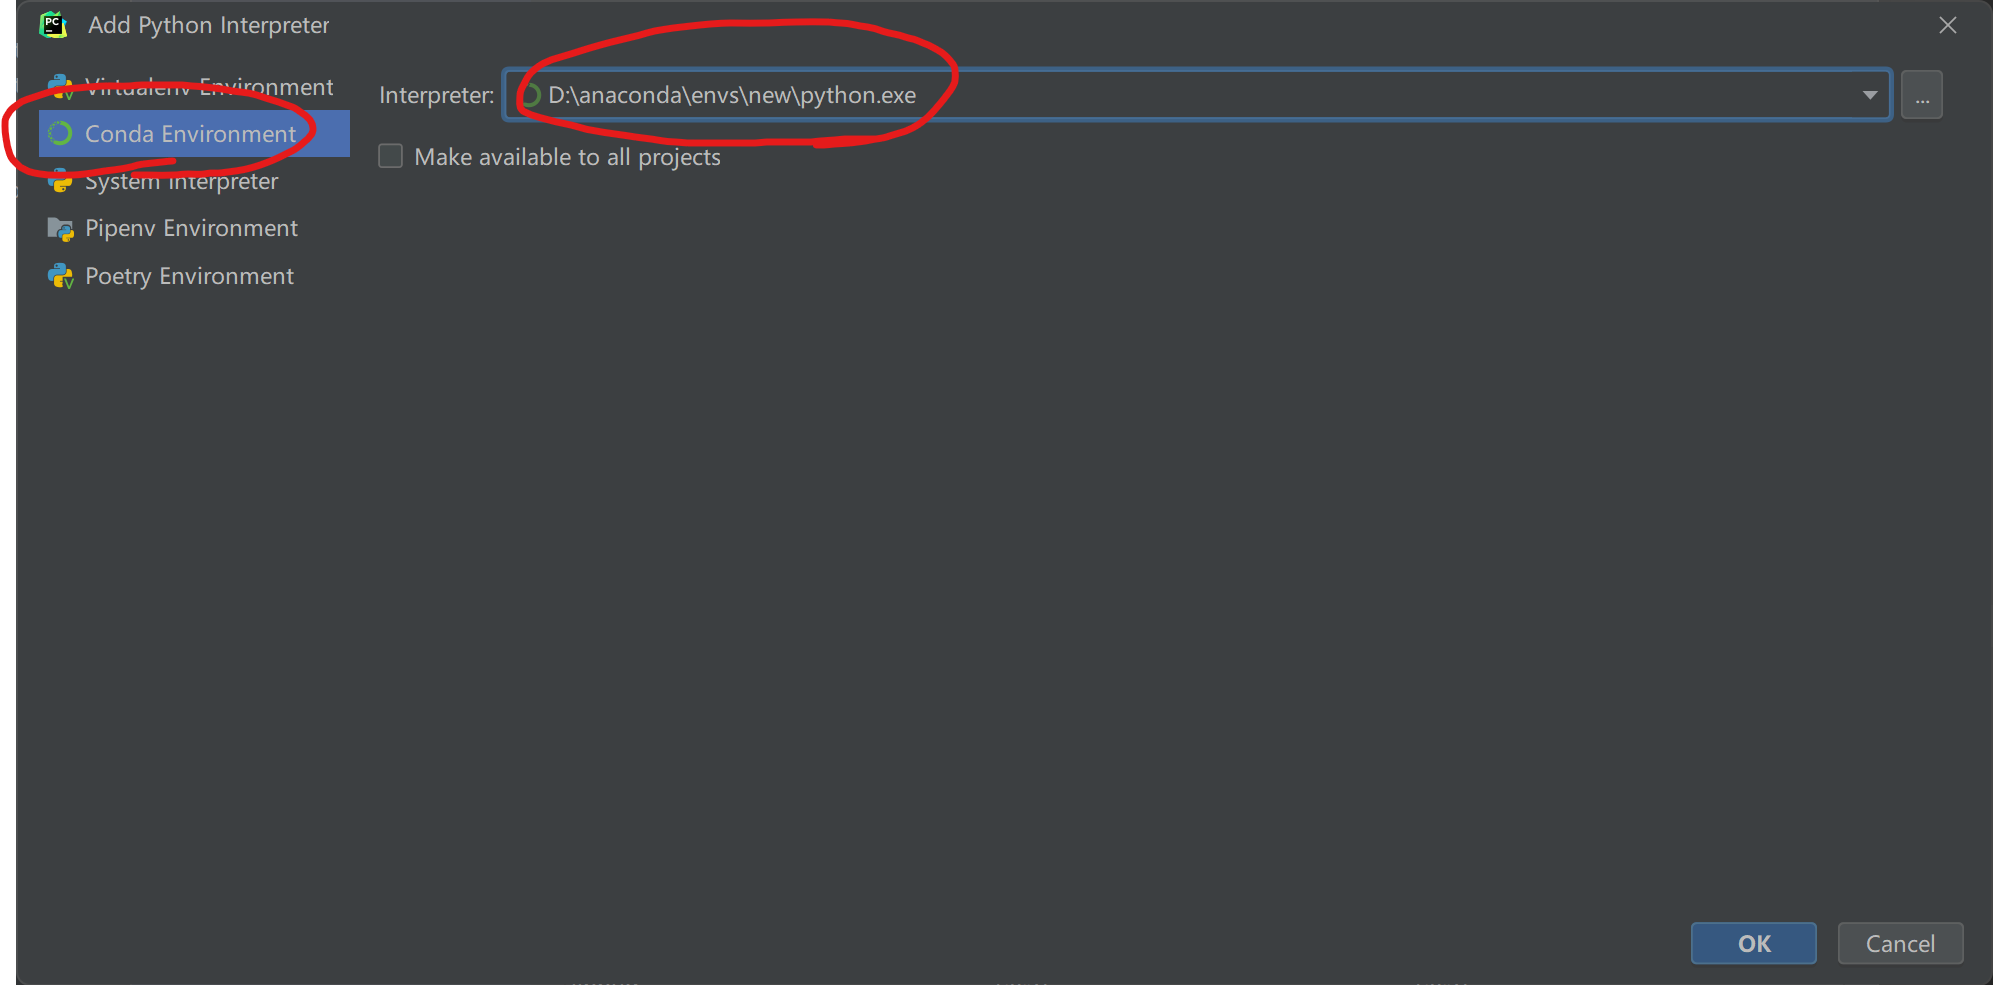 Add Python Interpreter
Virtualenv Environment
Conda Environment
System Interpreter
Pipenv Environment
Poetry Environment
Interpreter: D:\anaconda\envs\new\python.exe
...
Make available to all projects
OK
Cancel